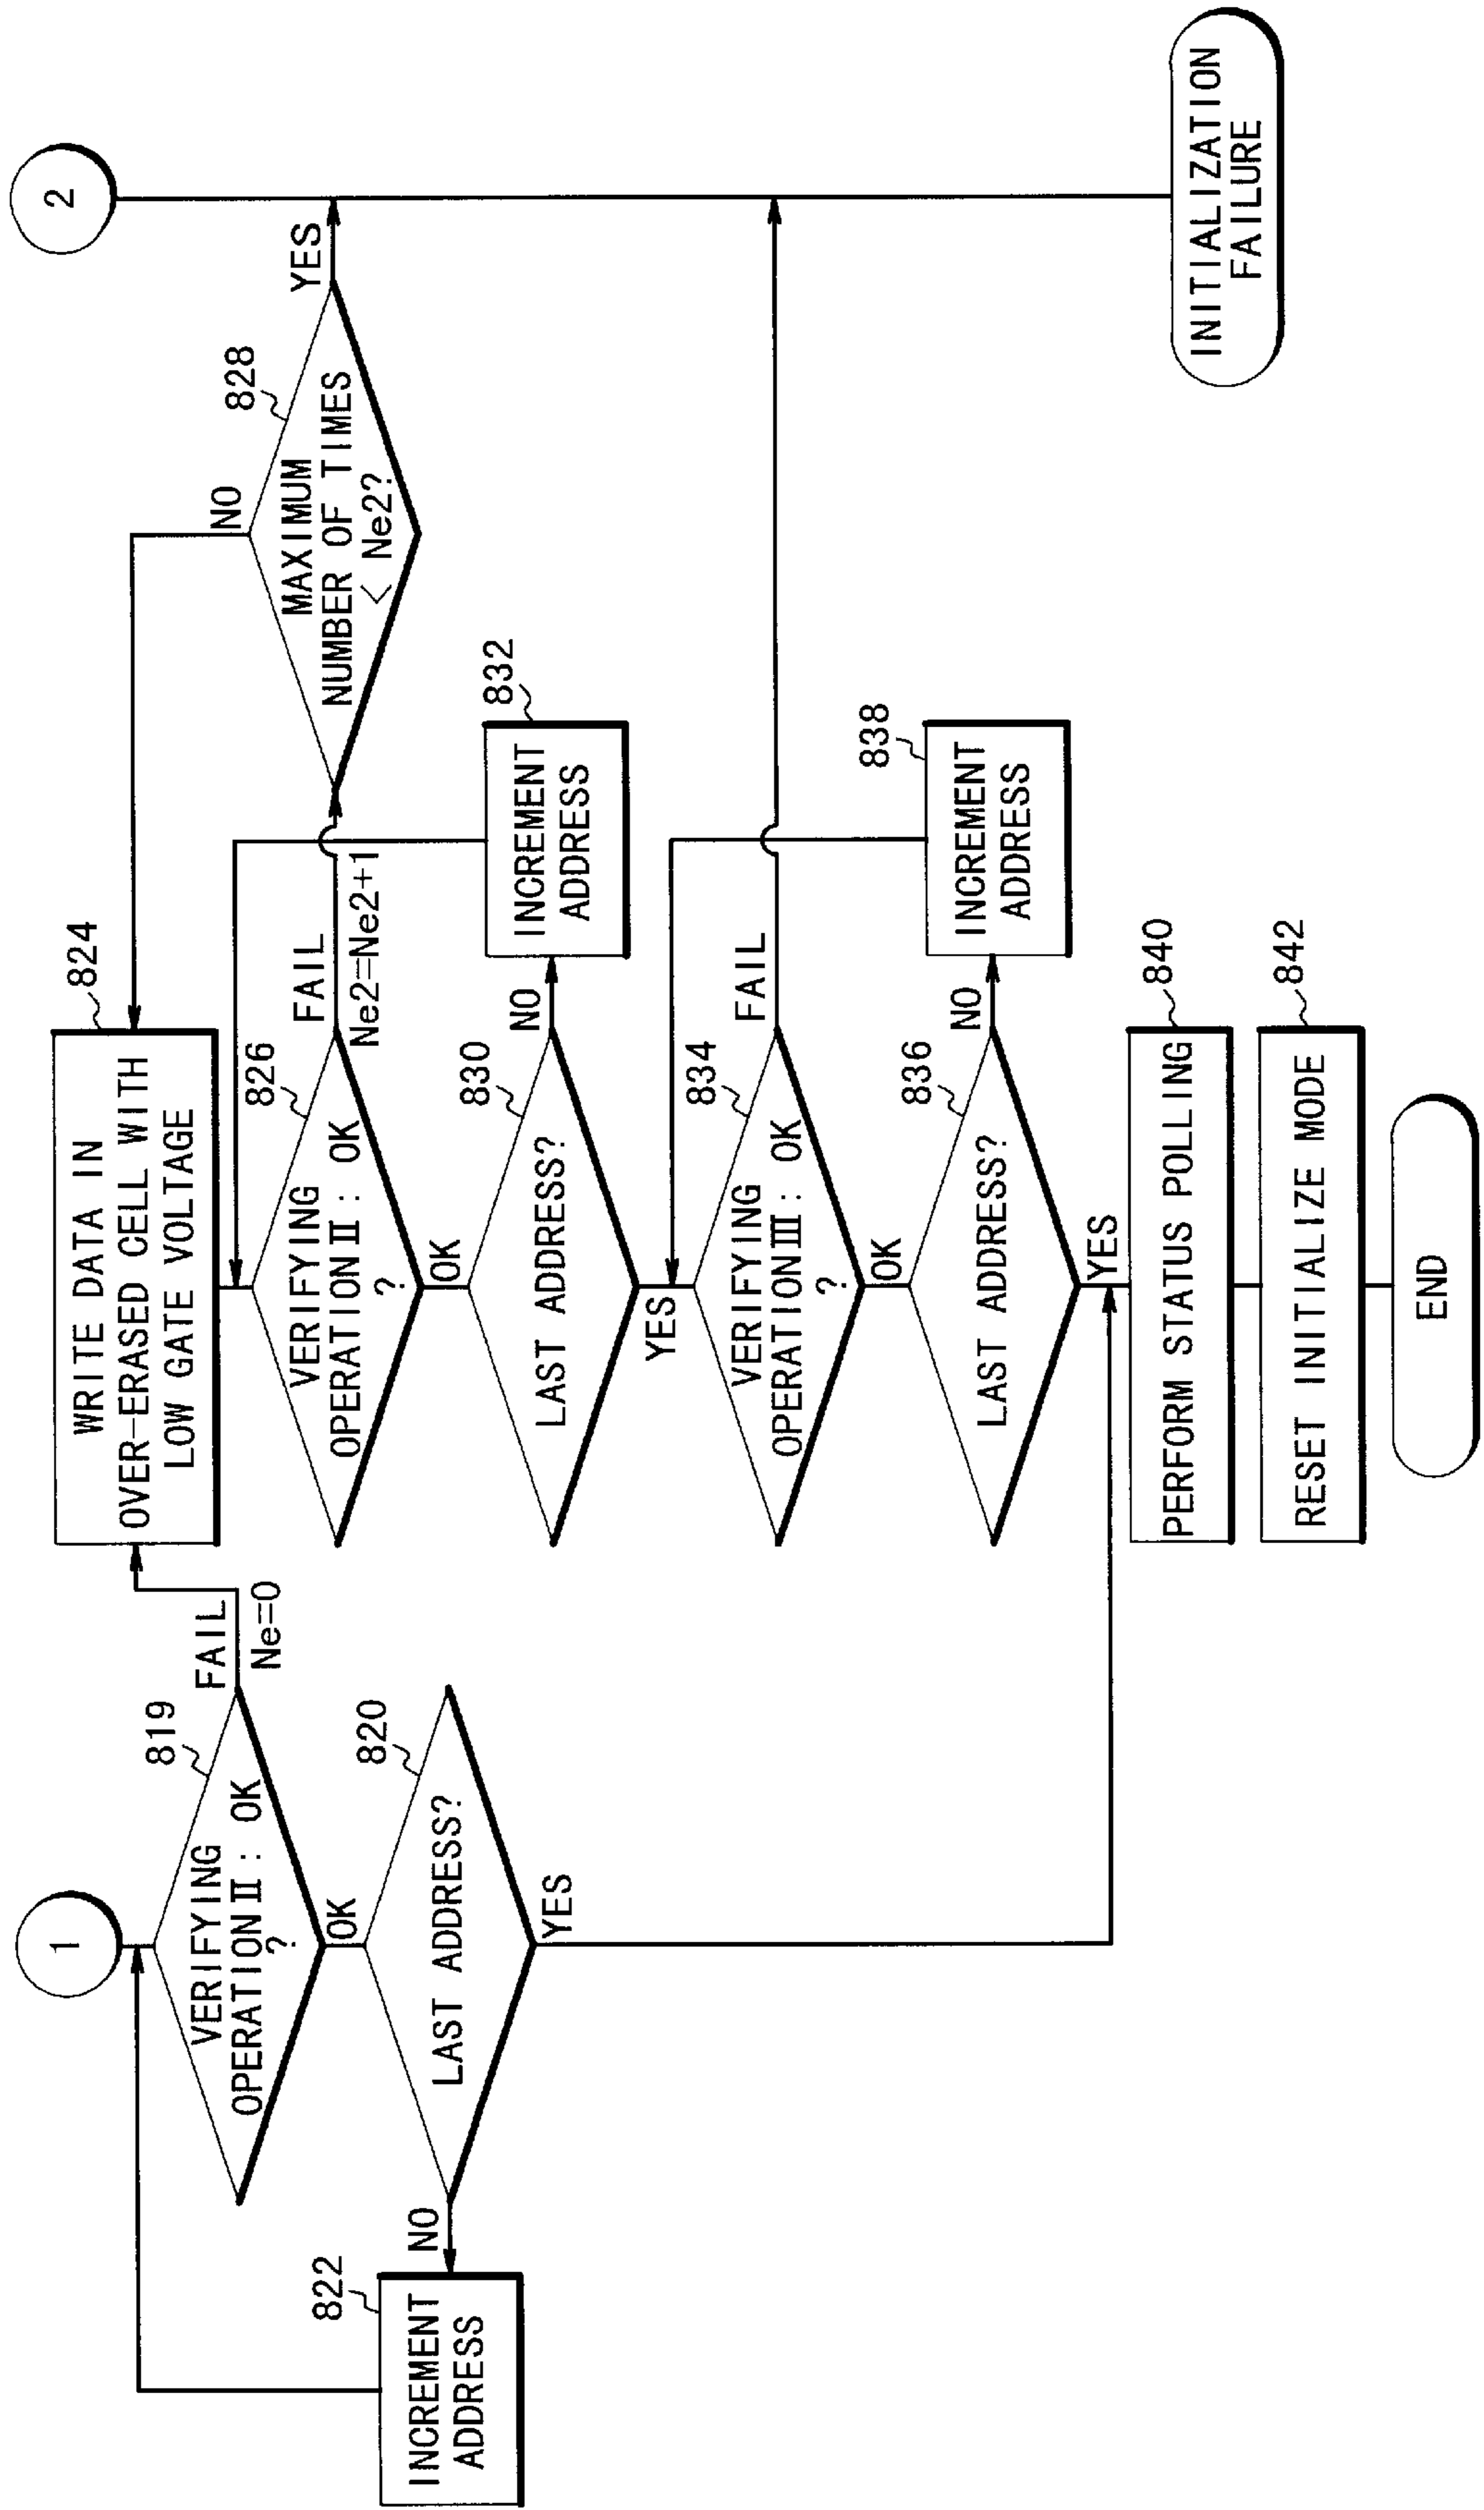 1
VERIFYING
OPERATION II : OK
?
819
FAIL
Ne=0
OK
LAST ADDRESS?
820
NO
YES
822
INCREMENT
ADDRESS
824
WRITE DATA IN
OVER-ERASED CELL WITH
LOW GATE VOLTAGE
826
VERIFYING
OPERATION II : OK
?
FAIL
Ne2=Ne2+1
OK
828
MAXIMUM
NUMBER OF TIMES
< Ne2?
NO
YES
830
LAST ADDRESS?
NO
YES
832
INCREMENT
ADDRESS
834
VERIFYING
OPERATION III : OK
?
FAIL
OK
836
LAST ADDRESS?
NO
YES
838
INCREMENT
ADDRESS
840
PERFORM STATUS POLLING
842
RESET INITIALIZE MODE
END
2
INITIALIZATION
FAILURE